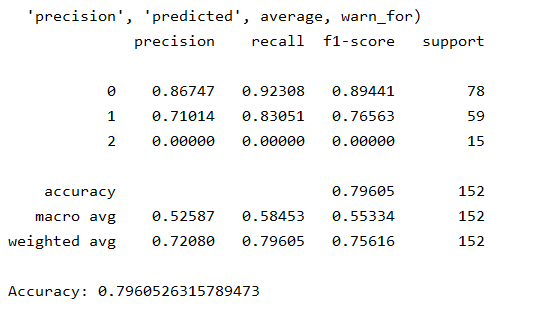 'precision', 'predicted', average, warn_for)
precision recall f1-score support
0 0.86747 0.92308 0.89441 78
1 0.71014 0.83051 0.76563 59
2 0.00000 0.00000 0.00000 15
accuracy 0.79605 152
macro avg 0.52587 0.58453 0.55334 152
weighted avg 0.72080 0.79605 0.75616 152
Accuracy: 0.7960526315789473